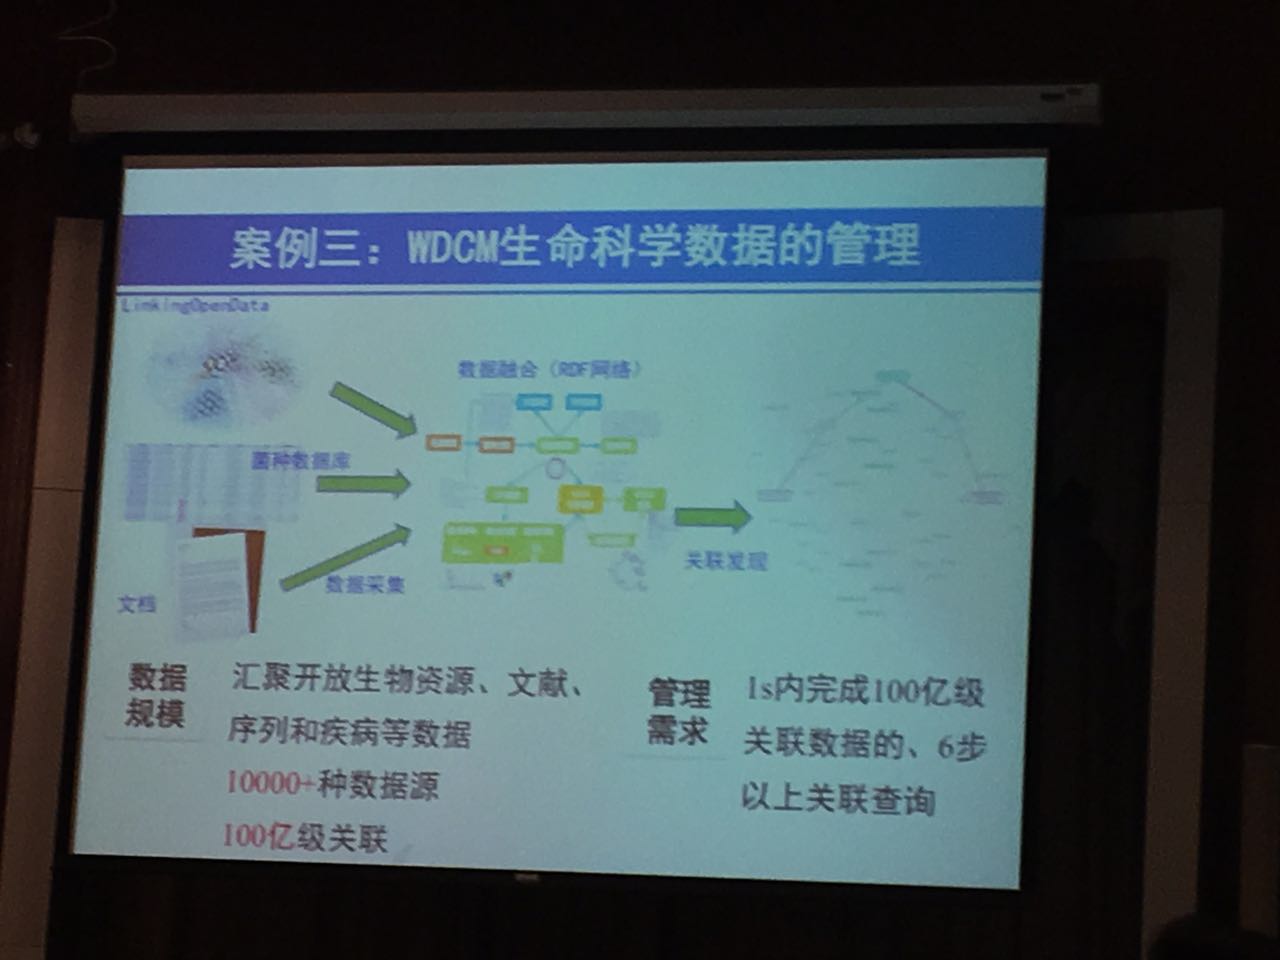 案例三：WDCM生命科学数据的管理
LinkingOpenData
数据融合（RDF网络）
菌种数据库
数据采集
文档
关联发现
数据
规模
汇聚开放生物资源、文献、
序列和疾病等数据
10000+种数据源
100亿级关联
管理
需求
1s内完成100亿级
关联数据的、6步
以上关联查询